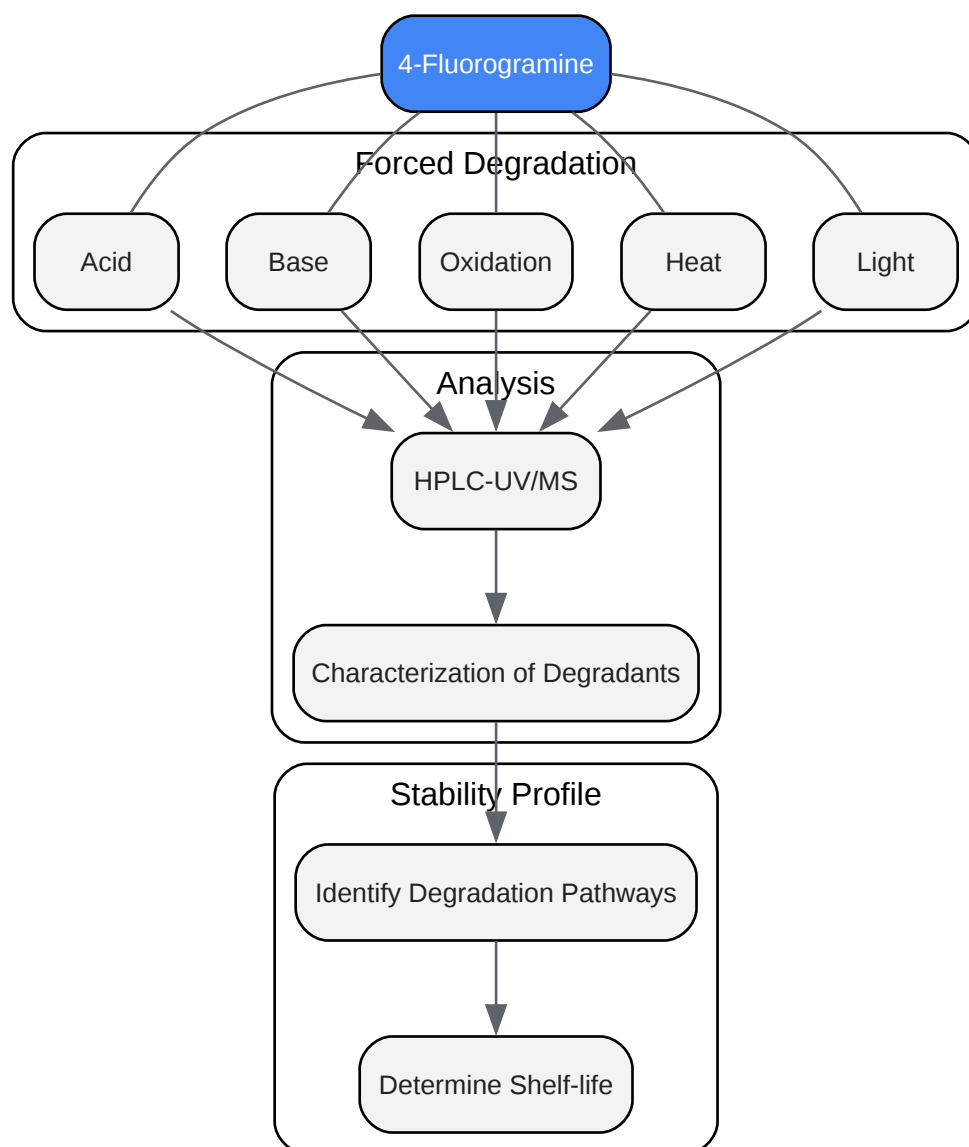 4-Fluorogramine
Forced Degradation
Acid
Base
Oxidation
Heat
Light
Analysis
HPLC-UV/MS
Characterization of Degradants
Stability Profile
Identify Degradation Pathways
Determine Shelf-life